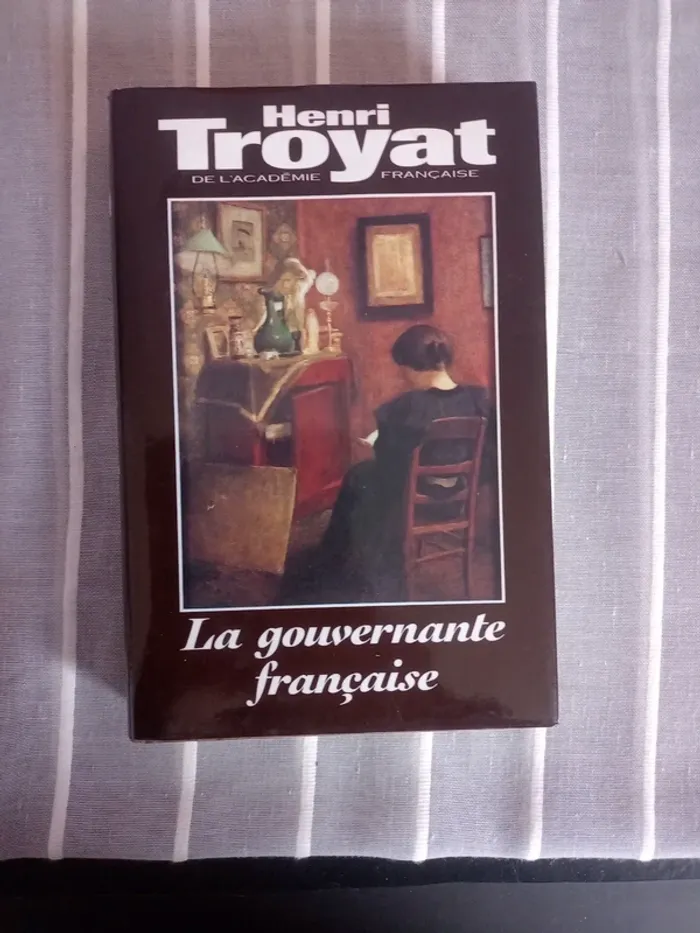 Henri
Troyat
DE L'ACADÉMIE FRANÇAISE
La gouvernante
française